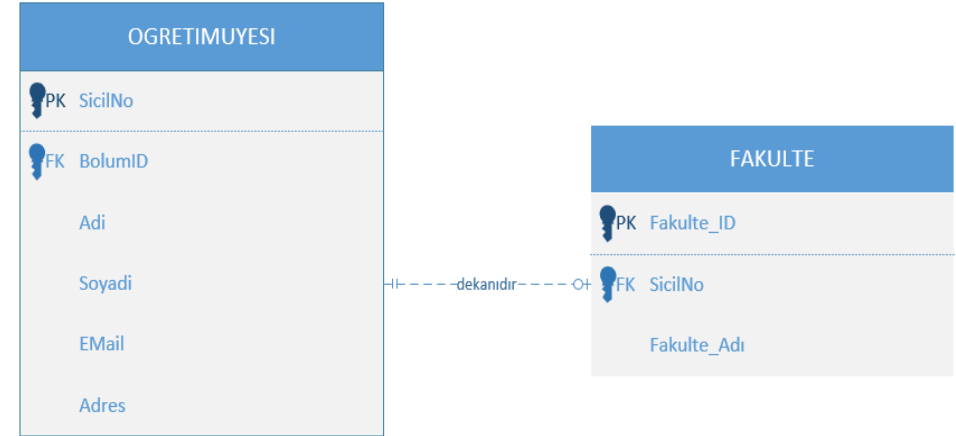 OGRETIMUYESI
PK SicilNo
FK BolumID
Adi
Soyadi
EMail
Adres
dekanıdır
FAKULTE
PK Fakulte_ID
FK SicilNo
Fakulte_Adı